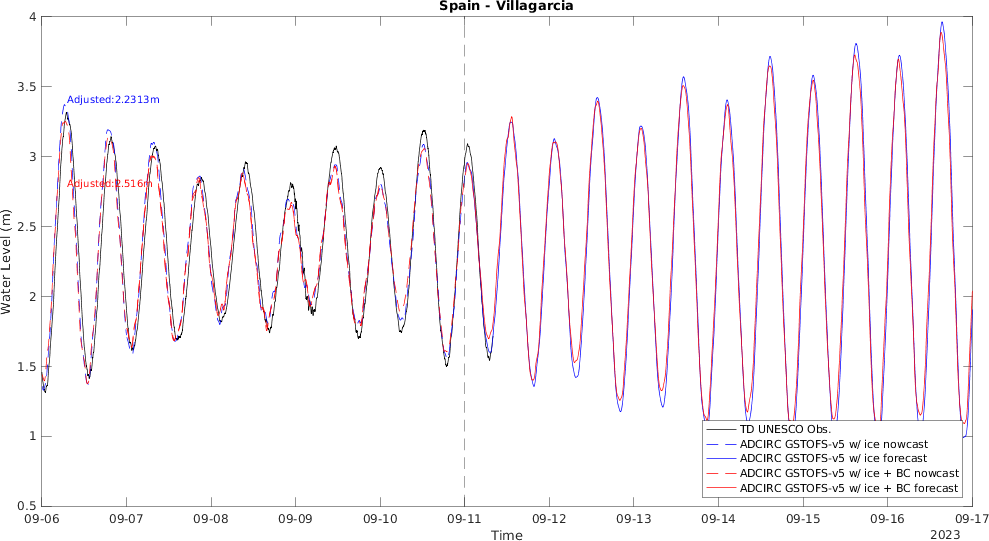 Spain - Villagarcia
4
3.5
3
2.5
2
1.5
1
0.5
Water Level (m)
Adjusted:2.2313m
Adjusted:2.516m
TD UNESCO Obs.
ADCIRC GSTOFS-v5 w/ ice nowcast
ADCIRC GSTOFS-v5 w/ ice forecast
ADCIRC GSTOFS-v5 w/ ice + BC nowcast
ADCIRC GSTOFS-v5 w/ ice + BC forecast
09-06 09-07 09-08 09-09 09-10 09-11 09-12 09-13 09-14 09-15 09-16 09-17
Time
2023